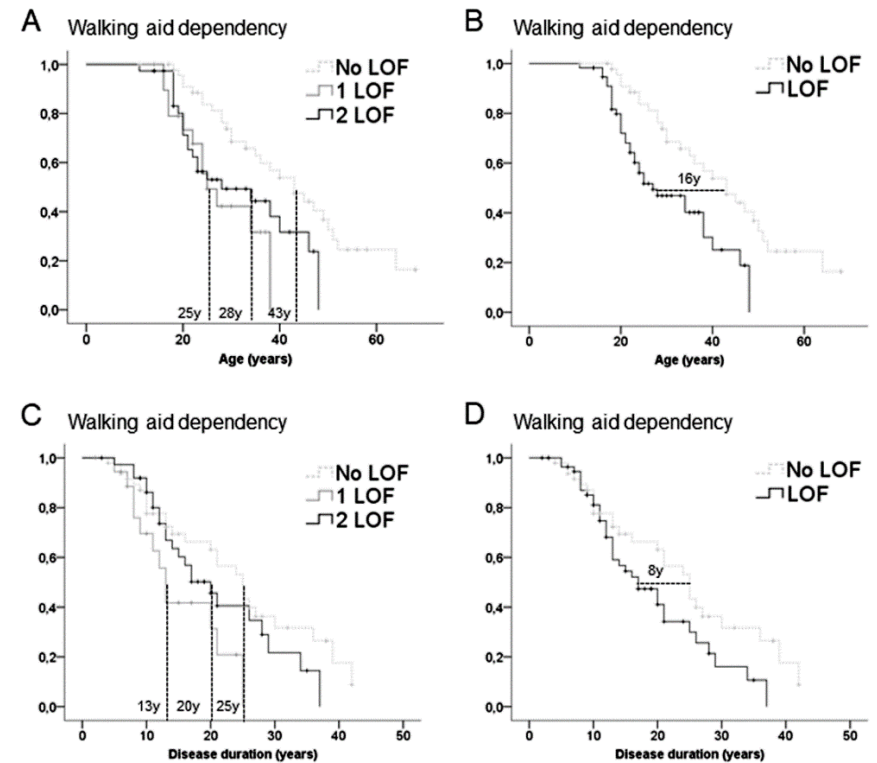 A
Walking aid dependency
No LOF
1 LOF
2 LOF
1,0
0,8
0,6
0,4
0,2
0,0
25y 28y 43y
0 20 40 60
Age (years)
B
Walking aid dependency
No LOF
LOF
1,0
0,8
0,6
16y
0,4
0,2
0,0
0 20 40 60
Age (years)
C
Walking aid dependency
No LOF
1 LOF
2 LOF
1,0
0,8
0,6
0,4
0,2
0,0
13y 20y 25y
0 10 20 30 40 50
Disease duration (years)
D
Walking aid dependency
No LOF
LOF
1,0
0,8
0,6
8y
0,4
0,2
0,0
0 10 20 30 40 50
Disease duration (years)